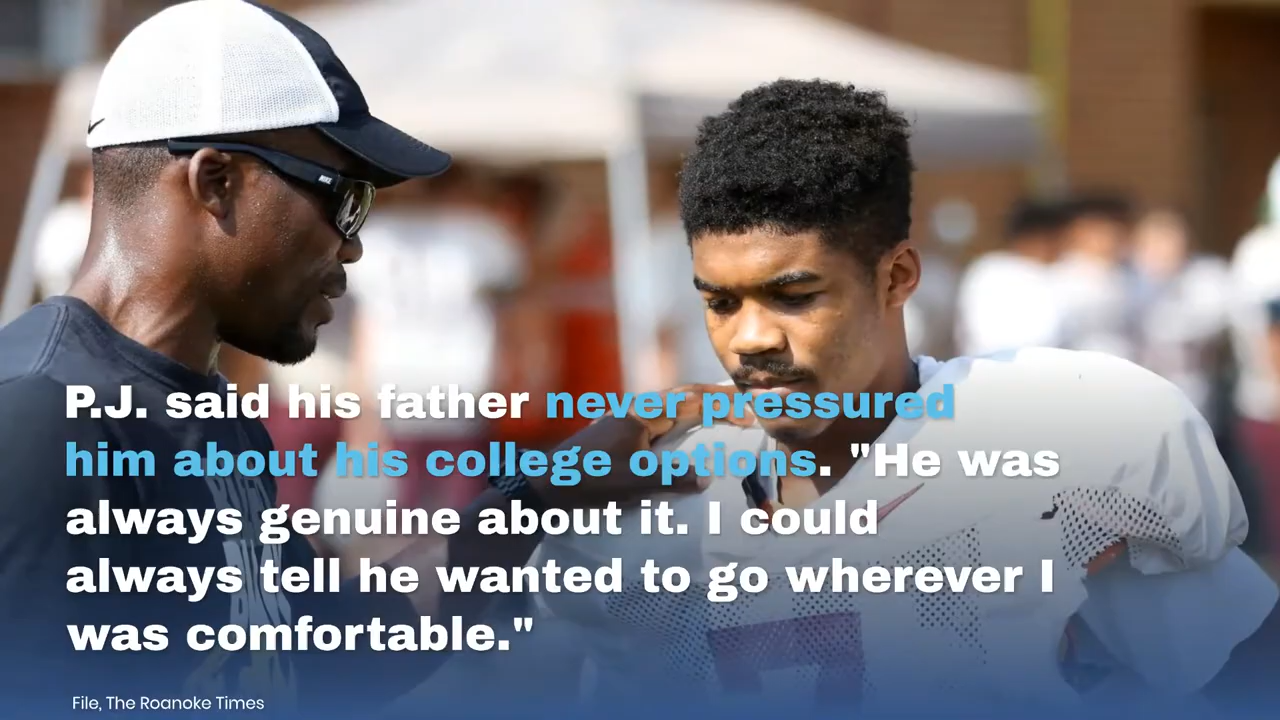 P.J. said his father never pressured
him about his college options. "He was
always genuine about it. I could
always tell he wanted to go wherever I
was comfortable."
File, The Roanoke Times